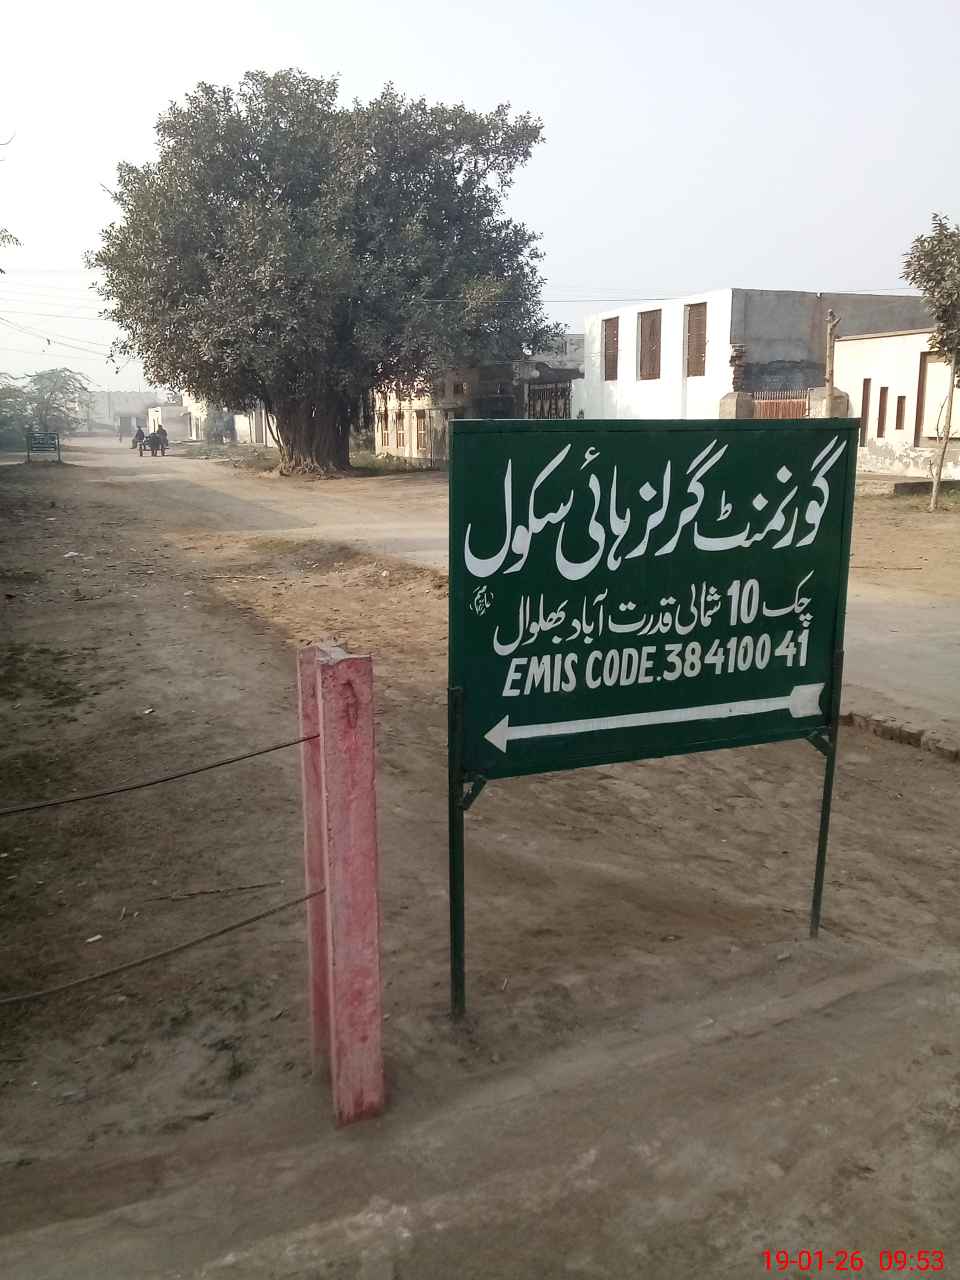 گورنمنٹ گرلز ہائی سکول
چک 10 شمالی قدرت آباد بھلوال
EMIS CODE.38410041
19-01-26 09:53